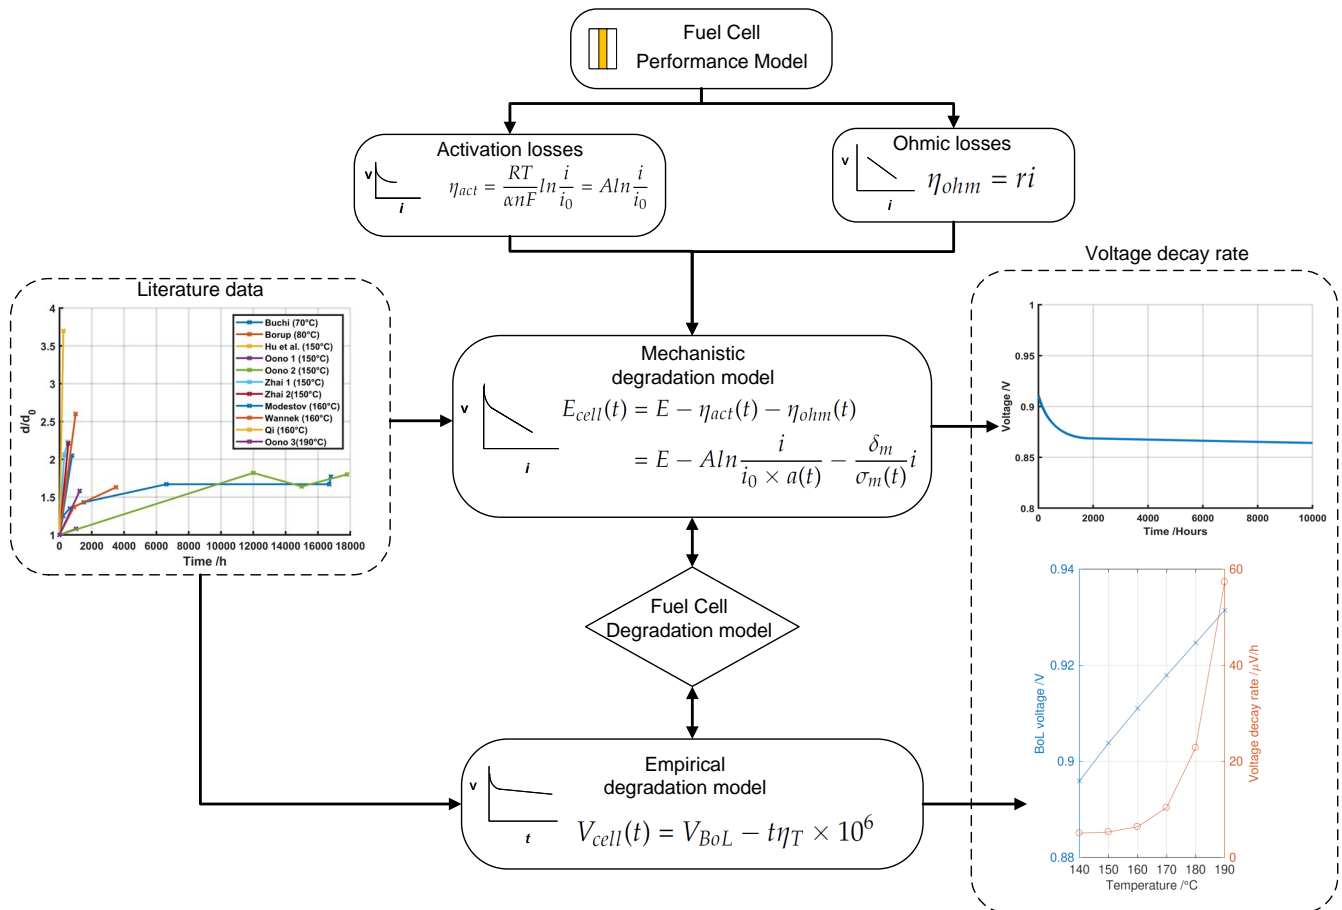 Fuel Cell
Performance Model
Activation losses
v
i
η_act = RT/αnF ln i/i_0 = Aln i/i_0
Ohmic losses
v
i
η_ohm = ri
Literature data
4
3.5
3
2.5
2
1.5
1
d/d_0
0 2000 4000 6000 8000 10000 12000 14000 16000 18000
Time /h
Buchi (70°C)
Borup (80°C)
Hu et al. (150°C)
Oono 1 (150°C)
Oono 2 (150°C)
Zhai 1 (150°C)
Zhai 2(150°C)
Modestov (160°C)
Wannek (160°C)
Qi (160°C)
Oono 3(190°C)
Mechanistic
degradation model
v
i
E_cell(t) = E − η_act(t) − η_ohm(t)
= E − Aln i/i_0 × a(t) − δ_m/σ_m(t) i
Fuel Cell
Degradation model
Empirical
degradation model
v
t
V_cell(t) = V_BoL − tη_T × 10^6
Voltage decay rate
1
0.95
0.9
0.85
0.8
Voltage /V
0 2000 4000 6000 8000 10000
Time /Hours
0.94
0.92
0.9
0.88
BoL voltage /V
60
40
20
0
Voltage decay rate /μV/h
140 150 160 170 180 190
Temperature /°C